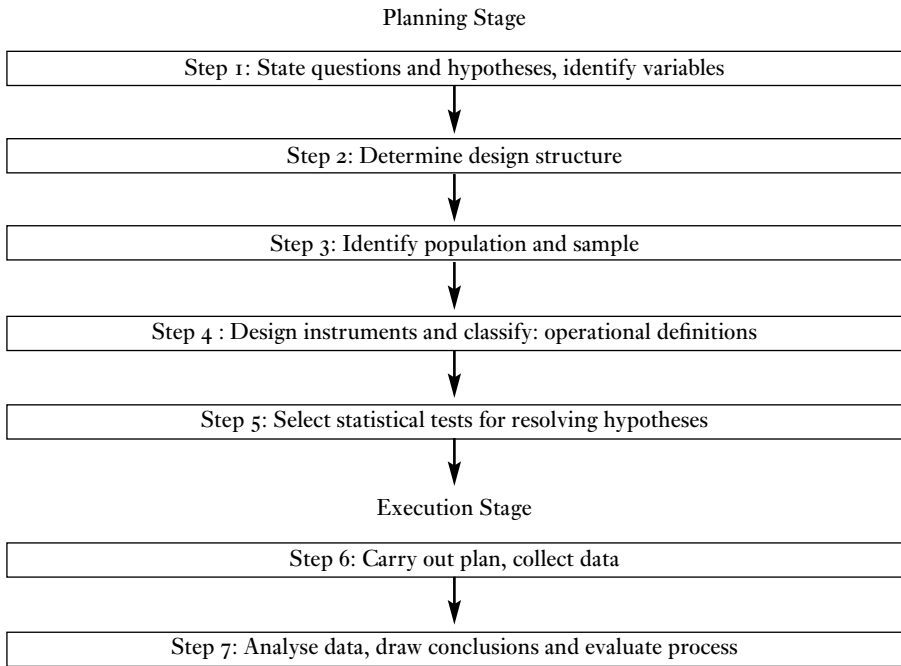 Planning Stage
Step 1: State questions and hypotheses, identify variables
Step 2: Determine design structure
Step 3: Identify population and sample
Step 4 : Design instruments and classify: operational definitions
Step 5: Select statistical tests for resolving hypotheses
Execution Stage
Step 6: Carry out plan, collect data
Step 7: Analyse data, draw conclusions and evaluate process